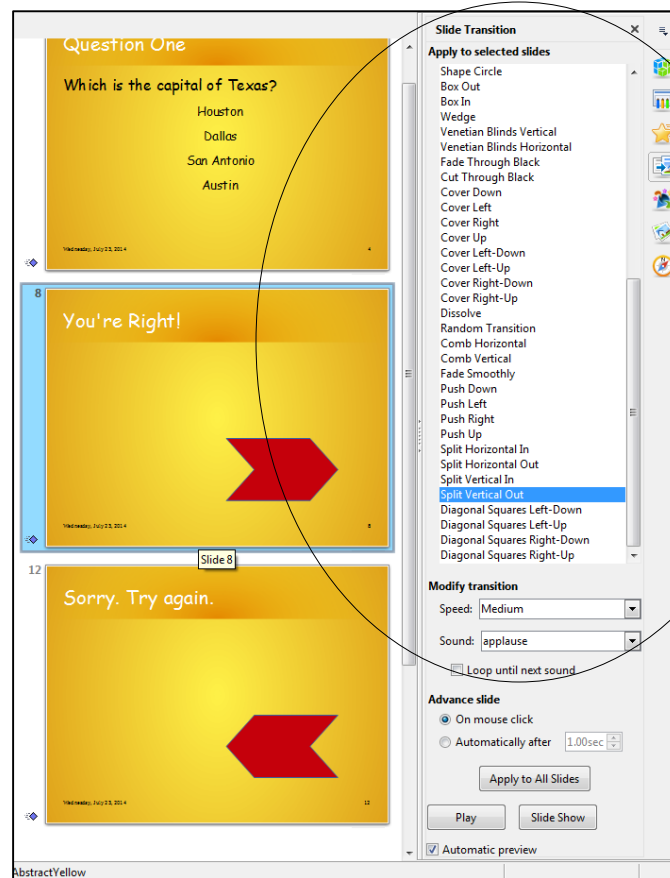 Question One
Which is the capital of Texas?
Houston
Dallas
San Antonio
Austin
Wednesday, July 23, 2014
4
8
You're Right!
Wednesday, July 23, 2014
8
Slide 8
12
Sorry. Try again.
Wednesday, July 23, 2014
12
AbstractYellow
Slide Transition
Apply to selected slides
Shape Circle
Box Out
Box In
Wedge
Venetian Blinds Vertical
Venetian Blinds Horizontal
Fade Through Black
Cut Through Black
Cover Down
Cover Left
Cover Right
Cover Up
Cover Left-Down
Cover Left-Up
Cover Right-Down
Cover Right-Up
Dissolve
Random Transition
Comb Horizontal
Comb Vertical
Fade Smoothly
Push Down
Push Left
Push Right
Push Up
Split Horizontal In
Split Horizontal Out
Split Vertical In
Split Vertical Out
Diagonal Squares Left-Down
Diagonal Squares Left-Up
Diagonal Squares Right-Down
Diagonal Squares Right-Up
Modify transition
Speed: Medium
Sound: applause
Loop until next sound
Advance slide
On mouse click
Automatically after 1.00sec
Apply to All Slides
Play Slide Show
Automatic preview